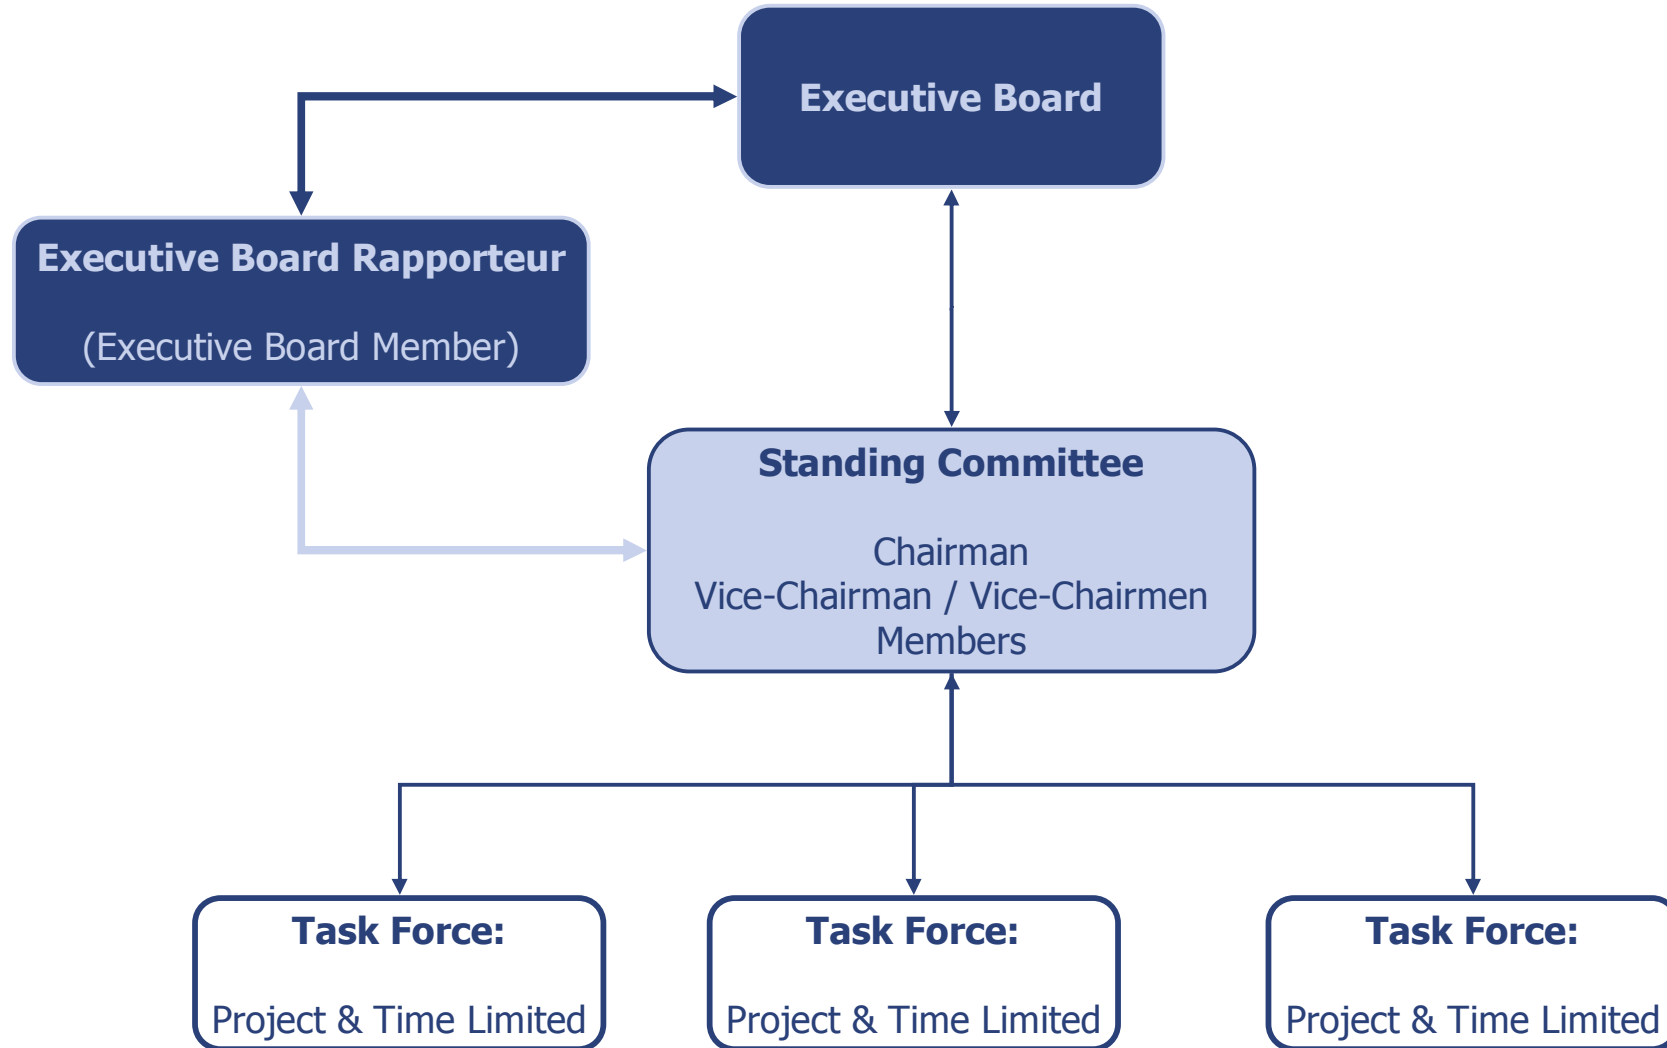 Executive Board
Executive Board Rapporteur
(Executive Board Member)
Standing Committee
Chairman
Vice-Chairman / Vice-Chairmen
Members
Task Force:
Project & Time Limited
Task Force:
Project & Time Limited
Task Force:
Project & Time Limited